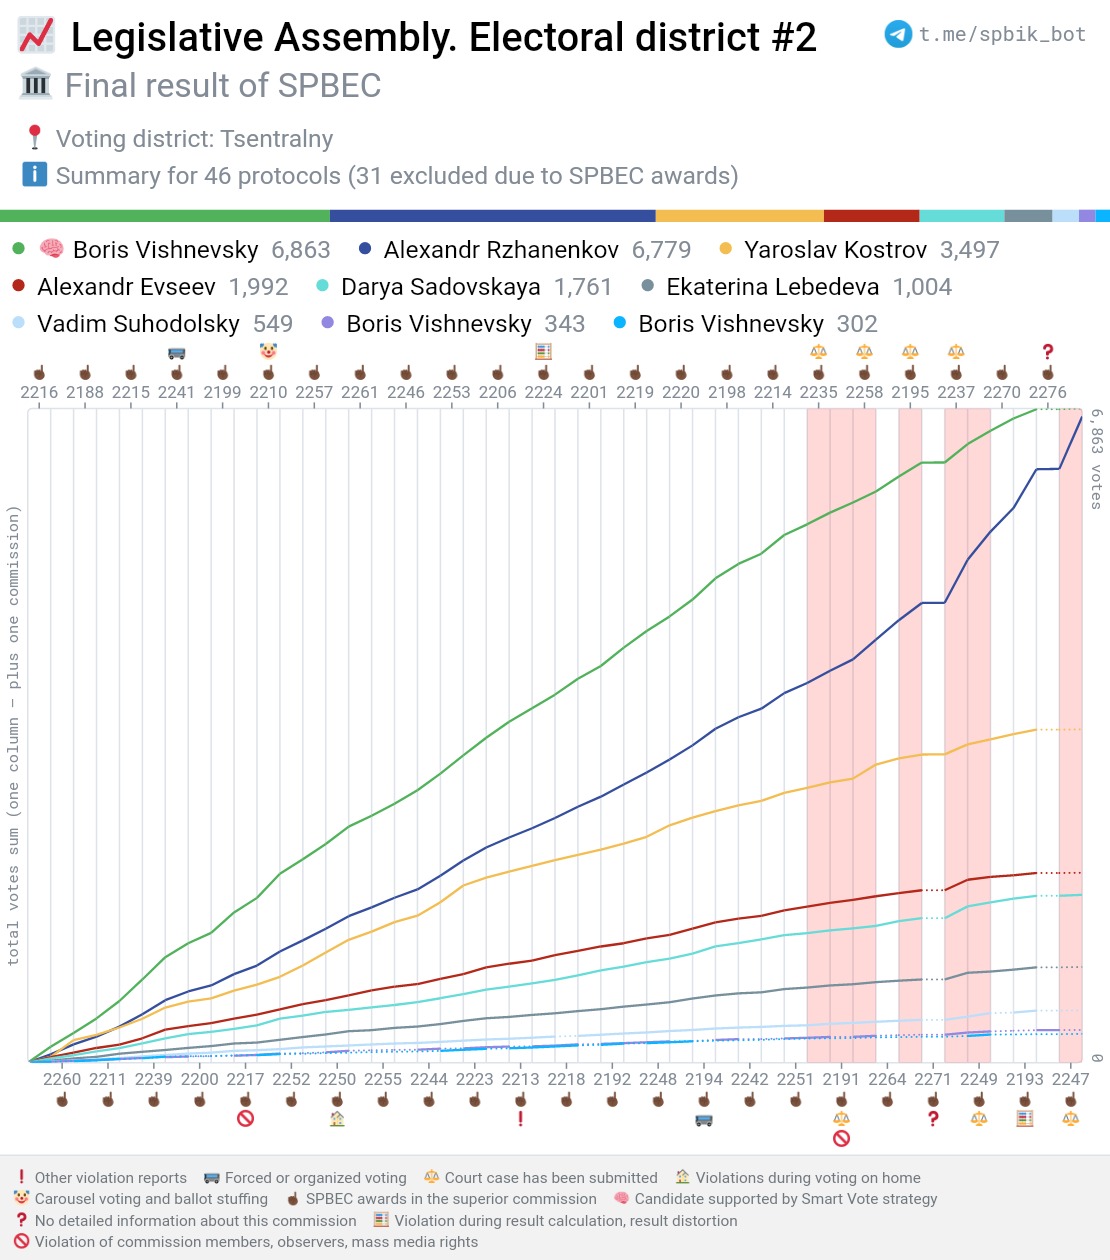 Legislative Assembly. Electoral district #2
t.me/spbik_bot
Final result of SPBEC
Voting district: Tsentralny
Summary for 46 protocols (31 excluded due to SPBEC awards)
Boris Vishnevsky 6,863 Alexandr Rzhanenkov 6,779 Yaroslav Kostrov 3,497
Alexandr Evseev 1,992 Darya Sadovskaya 1,761 Ekaterina Lebedeva 1,004
Vadim Suhodolsky 549 Boris Vishnevsky 343 Boris Vishnevsky 302
2216 2188 2215 2241 2199 2210 2257 2261 2246 2253 2206 2224 2201 2219 2220 2198 2214 2235 2258 2195 2237 2270 2276
6,863 votes
total votes sum (one column – plus one commission)
0
2260 2211 2239 2200 2217 2252 2250 2255 2244 2223 2213 2218 2192 2248 2194 2242 2251 2191 2264 2271 2249 2193 2247
Other violation reports Forced or organized voting Court case has been submitted Violations during voting on home
Carousel voting and ballot stuffing SPBEC awards in the superior commission Candidate supported by Smart Vote strategy
No detailed information about this commission Violation during result calculation, result distortion
Violation of commission members, observers, mass media rights